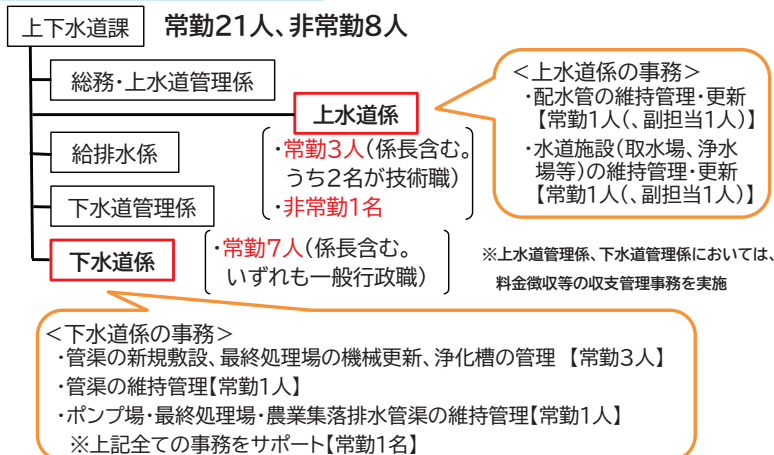 上下水道課 常勤21人、非常勤8人
総務・上水道管理係
上水道係
・常勤3人(係長含む。
うち2名が技術職)
・非常勤1名
<上水道係の事務>
・配水管の維持管理・更新
【常勤1人(、副担当1人)】
・水道施設(取水場、浄水
場等)の維持管理・更新
【常勤1人(、副担当1人)】
給排水係
下水道管理係
下水道係
・常勤7人(係長含む。
いずれも一般行政職)
※上水道管理係、下水道管理係においては、
料金徴収等の収支管理事務を実施
<下水道係の事務>
・管渠の新規敷設、最終処理場の機械更新、浄化槽の管理 【常勤3人】
・管渠の維持管理【常勤1人】
・ポンプ場・最終処理場・農業集落排水管渠の維持管理【常勤1人】
※上記全ての事務をサポート【常勤1名】